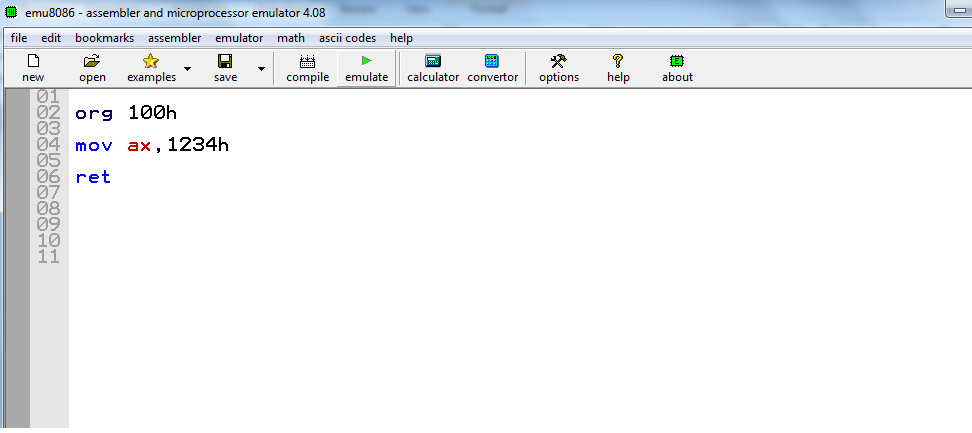 emu8086 - assembler and microprocessor emulator 4.08
file edit bookmarks assembler emulator math ascii codes help
new open examples save compile emulate calculator convertor options help about
01
02 org 100h
03
04 mov ax,1234h
05
06 ret
07
08
09
10
11